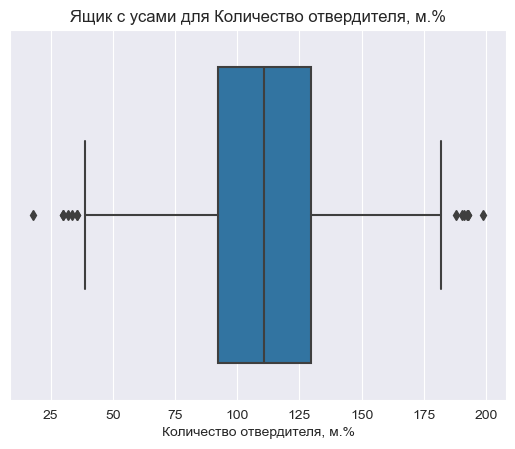 Ящик с усами для Количество отвердителя, м.%
25 50 75 100 125 150 175 200
Количество отвердителя, м.%